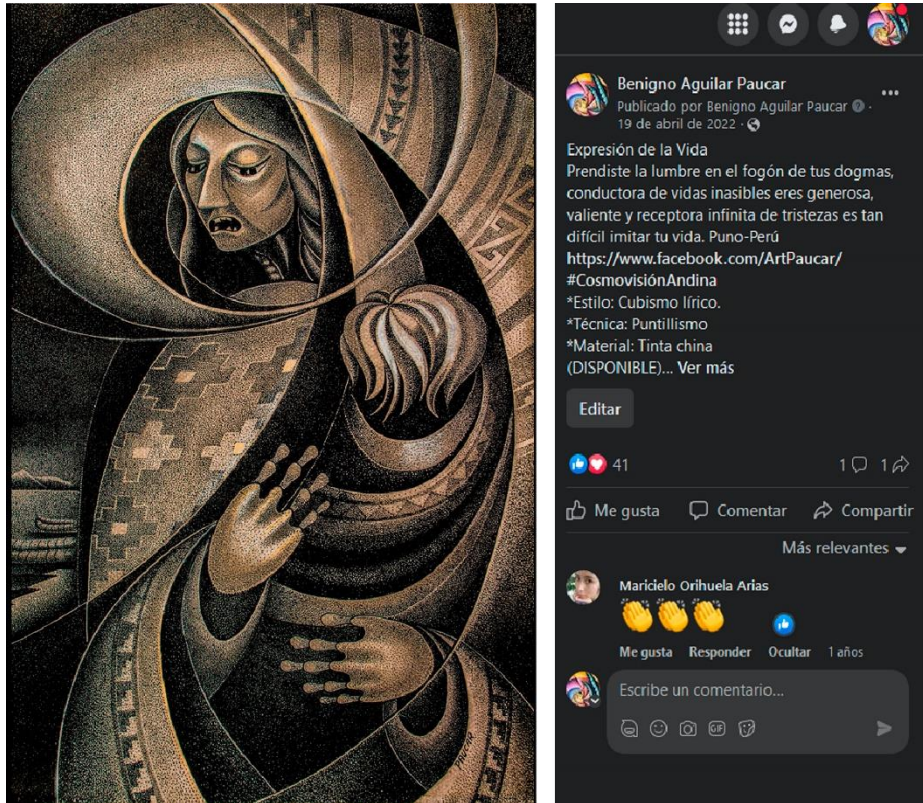 Benigno Aguilar Paucar
Publicado por Benigno Aguilar Paucar
19 de abril de 2022
Expresión de la Vida
Prendiste la lumbre en el fogón de tus dogmas,
conductora de vidas inasibles eres generosa,
valiente y receptora infinita de tristezas es tan
difícil imitar tu vida. Puno-Perú
https://www.facebook.com/ArtPaucar/
#CosmovisiónAndina
*Estilo: Cubismo lírico.
*Técnica: Puntillismo
*Material: Tinta china
(DISPONIBLE)... Ver más
Editar
41 1 1
Me gusta Comentar Compartir
Más relevantes
Maricielo Orihuela Arias
Me gusta Responder Ocultar 1 años
Escribe un comentario...
GIF